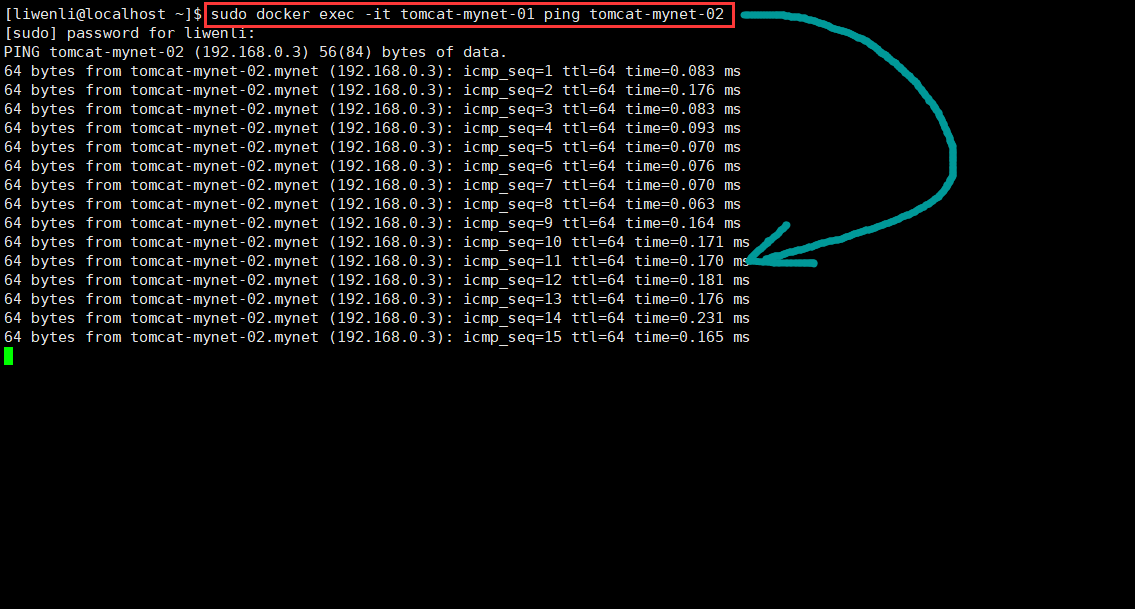 [liwenli@localhost ~]$ sudo docker exec -it tomcat-mynet-01 ping tomcat-mynet-02
[sudo] password for liwenli:
PING tomcat-mynet-02 (192.168.0.3) 56(84) bytes of data.
64 bytes from tomcat-mynet-02.mynet (192.168.0.3): icmp_seq=1 ttl=64 time=0.083 ms
64 bytes from tomcat-mynet-02.mynet (192.168.0.3): icmp_seq=2 ttl=64 time=0.176 ms
64 bytes from tomcat-mynet-02.mynet (192.168.0.3): icmp_seq=3 ttl=64 time=0.083 ms
64 bytes from tomcat-mynet-02.mynet (192.168.0.3): icmp_seq=4 ttl=64 time=0.093 ms
64 bytes from tomcat-mynet-02.mynet (192.168.0.3): icmp_seq=5 ttl=64 time=0.070 ms
64 bytes from tomcat-mynet-02.mynet (192.168.0.3): icmp_seq=6 ttl=64 time=0.076 ms
64 bytes from tomcat-mynet-02.mynet (192.168.0.3): icmp_seq=7 ttl=64 time=0.070 ms
64 bytes from tomcat-mynet-02.mynet (192.168.0.3): icmp_seq=8 ttl=64 time=0.063 ms
64 bytes from tomcat-mynet-02.mynet (192.168.0.3): icmp_seq=9 ttl=64 time=0.164 ms
64 bytes from tomcat-mynet-02.mynet (192.168.0.3): icmp_seq=10 ttl=64 time=0.171 ms
64 bytes from tomcat-mynet-02.mynet (192.168.0.3): icmp_seq=11 ttl=64 time=0.170 ms
64 bytes from tomcat-mynet-02.mynet (192.168.0.3): icmp_seq=12 ttl=64 time=0.181 ms
64 bytes from tomcat-mynet-02.mynet (192.168.0.3): icmp_seq=13 ttl=64 time=0.176 ms
64 bytes from tomcat-mynet-02.mynet (192.168.0.3): icmp_seq=14 ttl=64 time=0.231 ms
64 bytes from tomcat-mynet-02.mynet (192.168.0.3): icmp_seq=15 ttl=64 time=0.165 ms